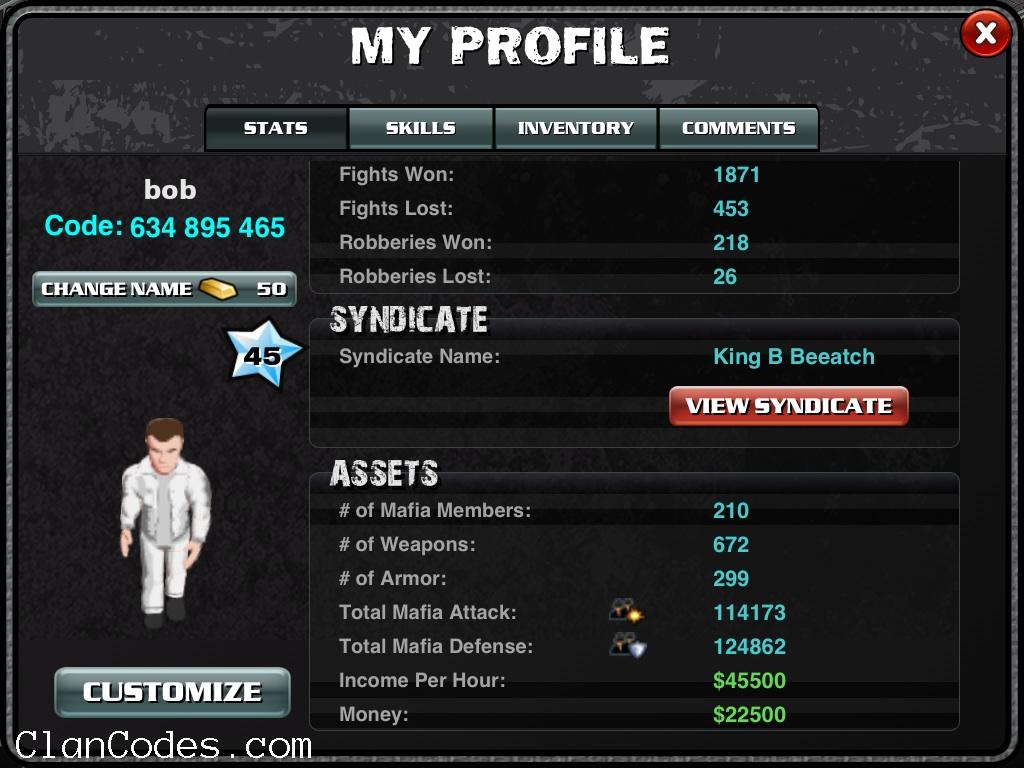 MY PROFILE
STATS SKILLS INVENTORY COMMENTS
bob
Code: 634 895 465
CHANGE NAME 50
45
CUSTOMIZE
Fights Won: 1871
Fights Lost: 453
Robberies Won: 218
Robberies Lost: 26
SYNDICATE
Syndicate Name: King B Beeatch
VIEW SYNDICATE
ASSETS
# of Mafia Members: 210
# of Weapons: 672
# of Armor: 299
Total Mafia Attack: 114173
Total Mafia Defense: 124862
Income Per Hour: $45500
Money: $22500
ClanCodes.com